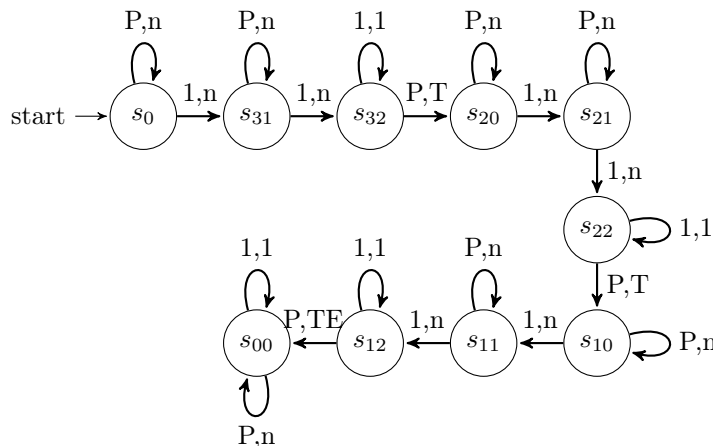 P,n P,n 1,1 P,n P,n
start s0 1,n s31 1,n s32 P,T s20 1,n s21
1,n
s22 1,1
P,T
1,1 1,1 P,n
s00 P,TE s12 1,n s11 1,n s10 P,n
P,n